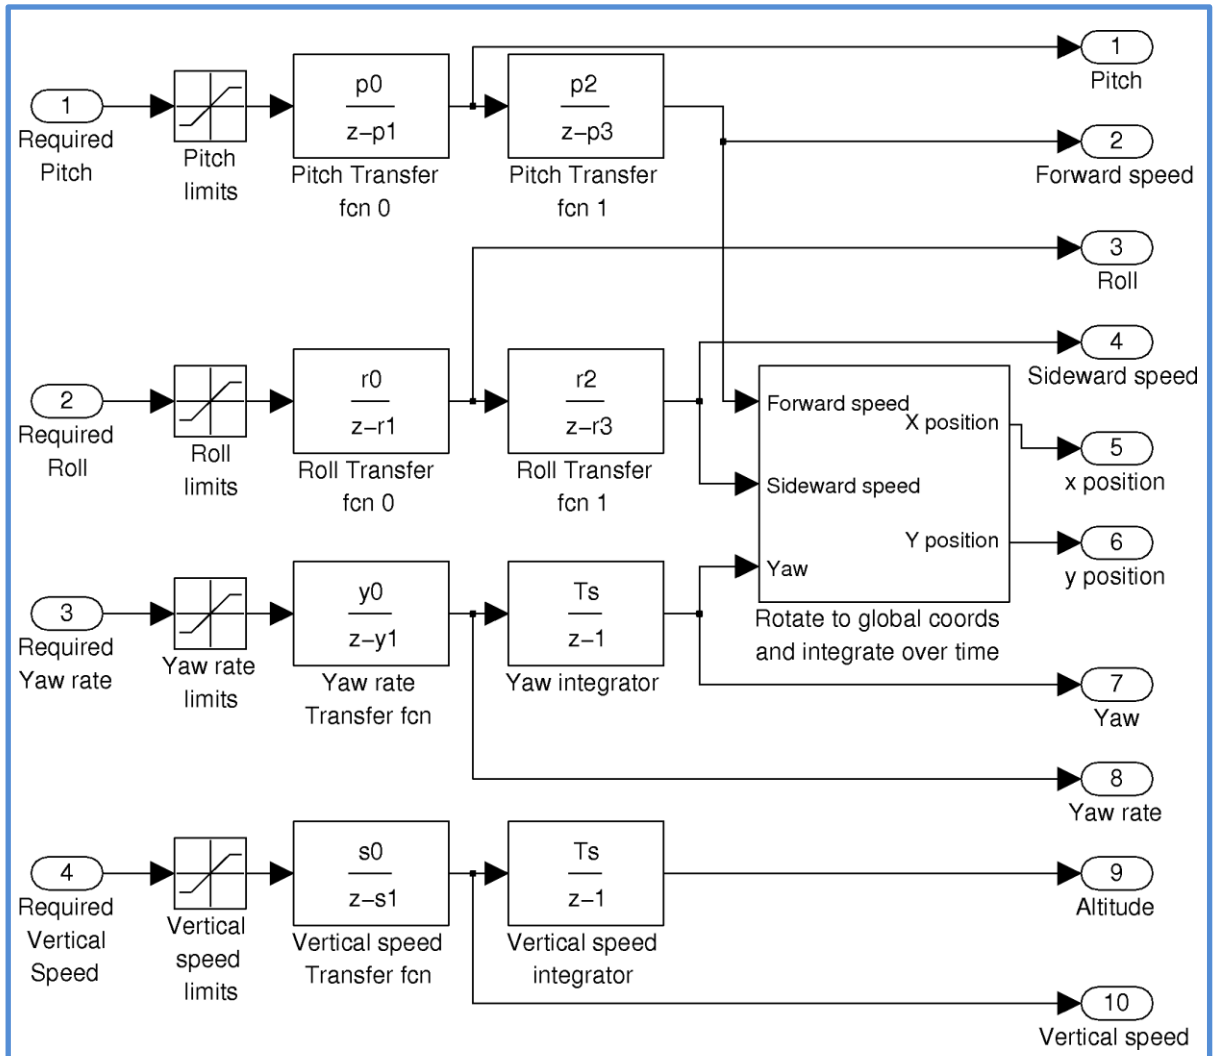 1
Required
Pitch
Pitch
limits
p0
z−p1
Pitch Transfer
fcn 0
p2
z−p3
Pitch Transfer
fcn 1
1
Pitch
2
Forward speed
3
Roll
4
Sideward speed
2
Required
Roll
Roll
limits
r0
z−r1
Roll Transfer
fcn 0
r2
z−r3
Roll Transfer
fcn 1
Forward speed
X position
Sideward speed
Y position
Yaw
Rotate to global coords
and integrate over time
5
x position
6
y position
3
Required
Yaw rate
Yaw rate
limits
y0
z−y1
Yaw rate
Transfer fcn
Ts
z−1
Yaw integrator
7
Yaw
8
Yaw rate
4
Required
Vertical
Speed
Vertical
speed
limits
s0
z−s1
Vertical speed
Transfer fcn
Ts
z−1
Vertical speed
integrator
9
Altitude
10
Vertical speed